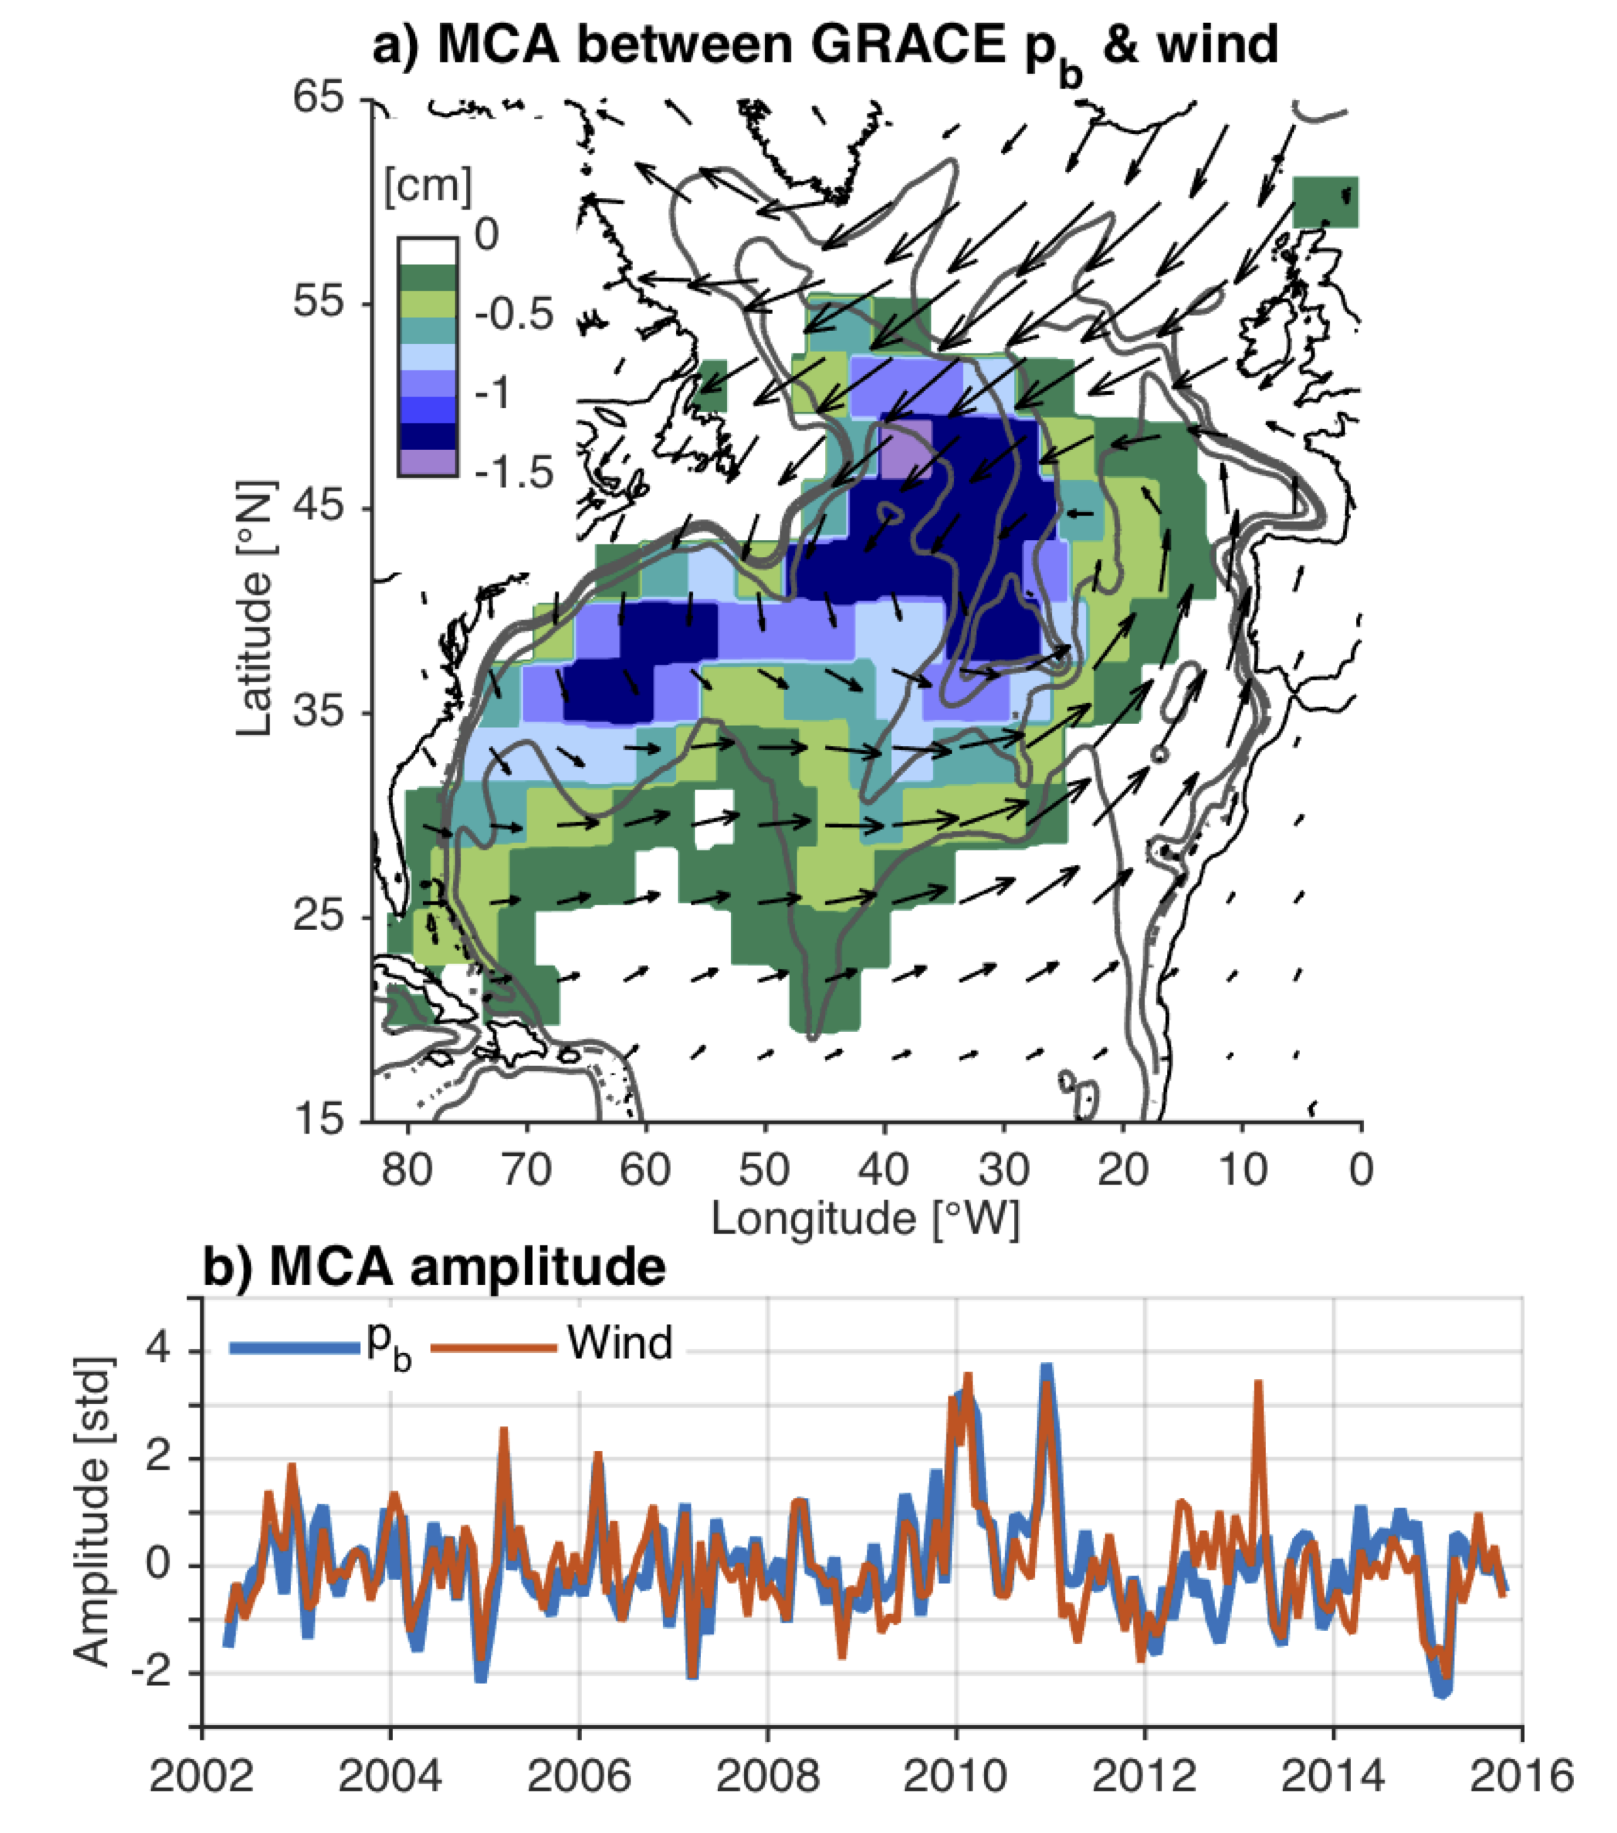 a) MCA between GRACE pb & wind
65
55
45
35
25
15
Latitude [°N]
[cm]
0
-0.5
-1
-1.5
80 70 60 50 40 30 20 10 0
Longitude [°W]
b) MCA amplitude
pb Wind
4
2
0
-2
Amplitude [std]
2002 2004 2006 2008 2010 2012 2014 2016